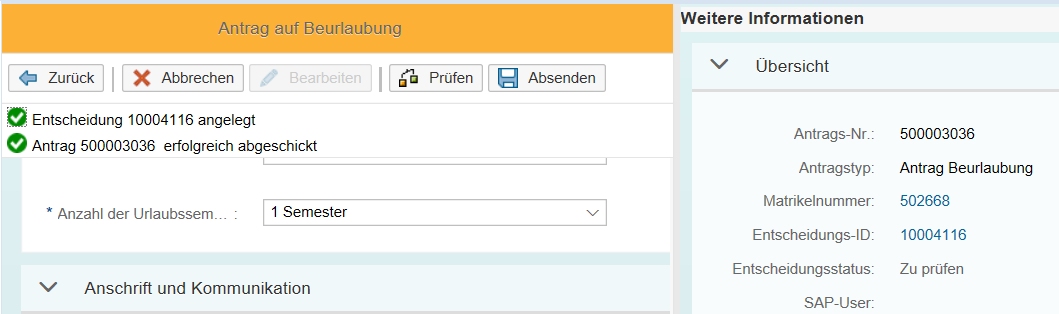 Antrag auf Beurlaubung
Zurück Abbrechen Bearbeiten Prüfen Absenden
Entscheidung 10004116 angelegt
Antrag 500003036 erfolgreich abgeschickt
* Anzahl der Urlaubssem... : 1 Semester
Anschrift und Kommunikation
Weitere Informationen
Übersicht
Antrags-Nr.: 500003036
Antragstyp: Antrag Beurlaubung
Matrikelnummer: 502668
Entscheidungs-ID: 10004116
Entscheidungsstatus: Zu prüfen
SAP-User: